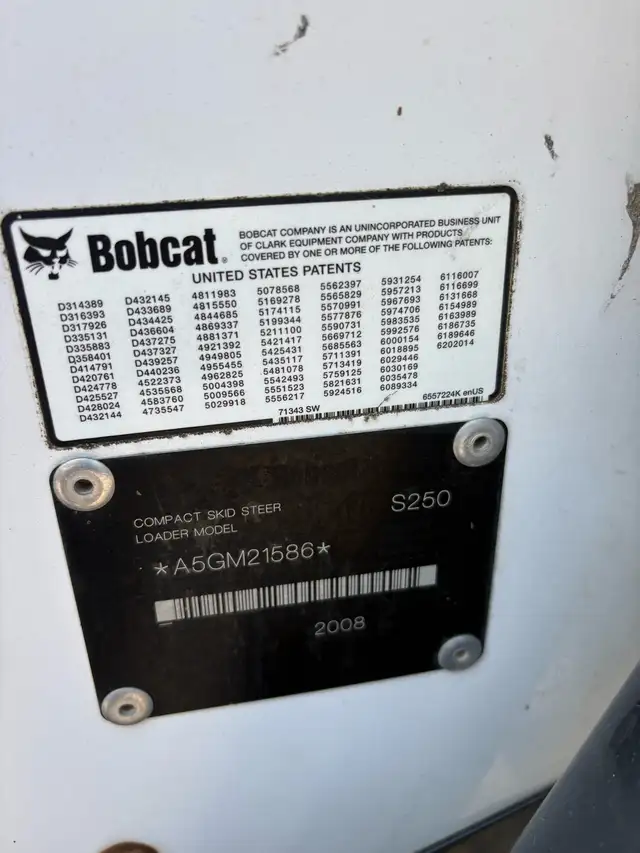 Bobcat®
BOBCAT COMPANY IS AN UNINCORPORATED BUSINESS UNIT
OF CLARK EQUIPMENT COMPANY WITH PRODUCTS
COVERED BY ONE OR MORE OF THE FOLLOWING PATENTS:
UNITED STATES PATENTS
D314389 D432145 4811983 5078568 5562397 5931254 6116007
D316393 D433689 4815550 5169278 5565829 5957213 6116699
D317926 D434425 4844685 5174115 5570991 5967693 6131668
D335131 D436604 4869337 5199344 5577876 5974706 6154989
D335883 D437275 4881371 5211100 5590731 5983535 6163989
D358401 D437327 4921392 5421417 5669712 5992576 6186735
D414791 D439257 4949805 5425431 5685563 6000154 6189646
D420761 D440236 4955455 5435117 5711391 6018895 6202014
D424778 4522373 4962825 5481078 5713419 6029446
D425527 4535568 5004398 5542493 5759125 6030169
D428024 4583760 5009566 5551523 5821631 6035478
D432144 4735547 5029918 5556217 5924516 6089334
71343 SW 6557224K enUS
COMPACT SKID STEER
LOADER MODEL S250
*A5GM21586*
2008